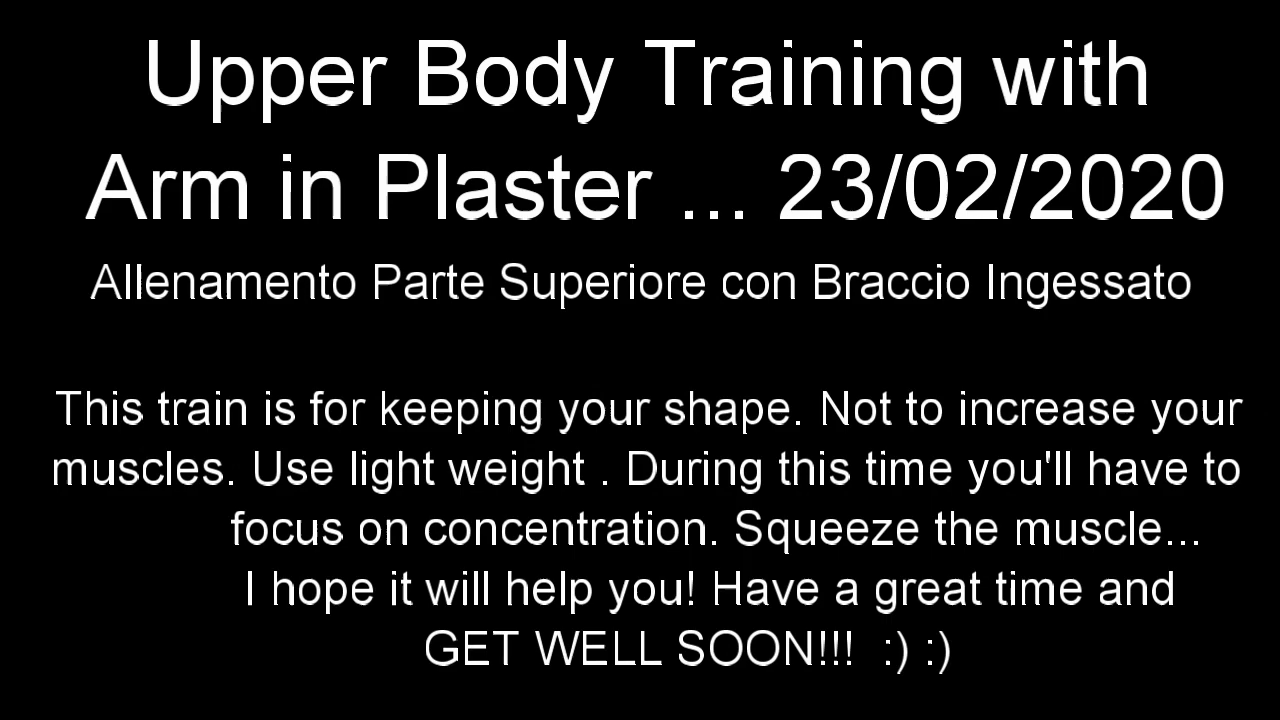 Upper Body Training with
Arm in Plaster ... 23/02/2020
Allenamento Parte Superiore con Braccio Ingessato
This train is for keeping your shape. Not to increase your
muscles. Use light weight . During this time you'll have to
focus on concentration. Squeeze the muscle...
I hope it will help you! Have a great time and
GET WELL SOON!!! :) :)